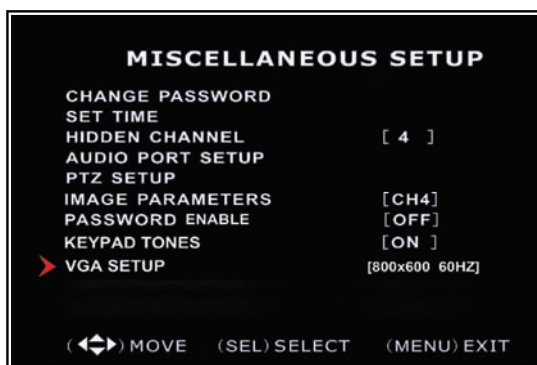 MISCELLANEOUS SETUP
CHANGE PASSWORD
SET TIME
HIDDEN CHANNEL [ 4 ]
AUDIO PORT SETUP
PTZ SETUP
IMAGE PARAMETERS [CH4]
PASSWORD ENABLE [OFF]
KEYPAD TONES [ON ]
VGA SETUP [800x600 60HZ]
( ) MOVE (SEL) SELECT (MENU) EXIT